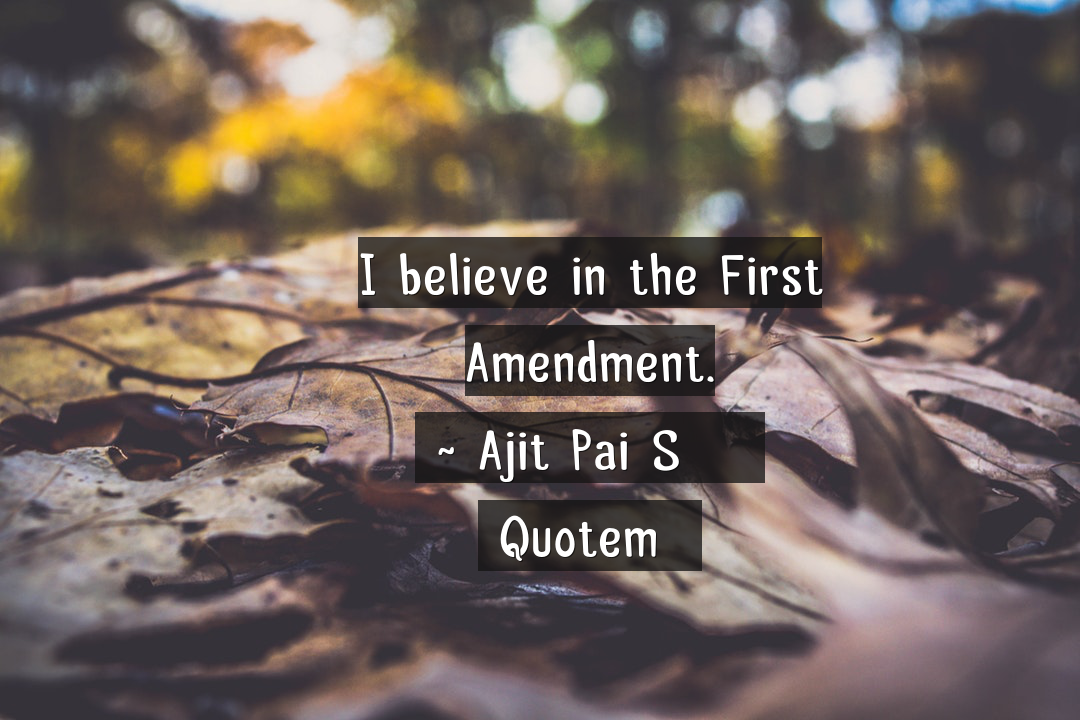 I believe in the First
Amendment.
~ Ajit Pai S
Quotem